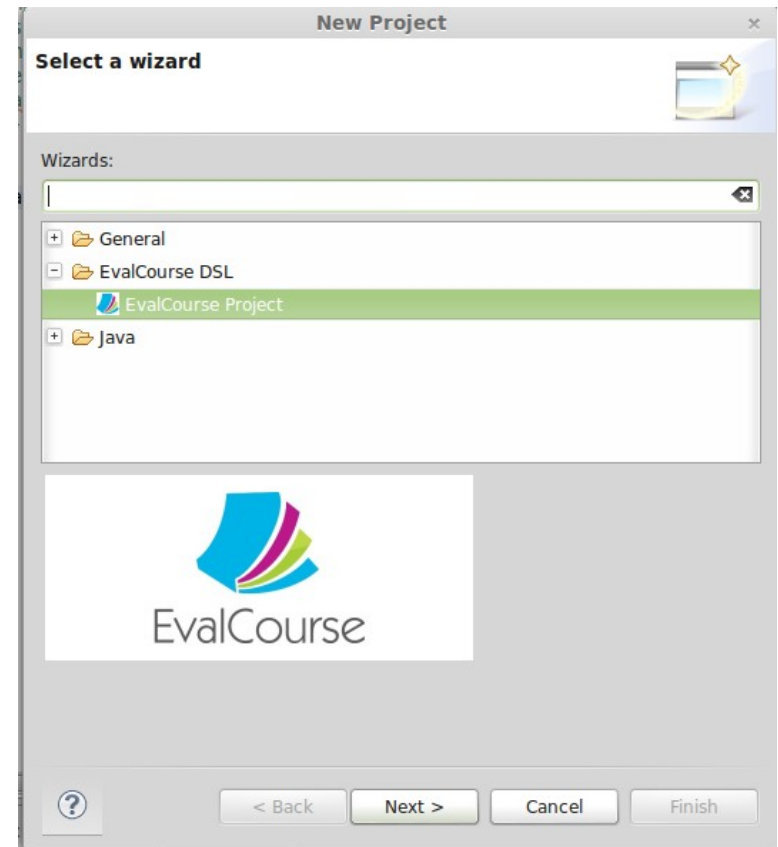 New Project
Select a wizard
Wizards:
General
EvalCourse DSL
EvalCourse Project
Java
EvalCourse
< Back Next > Cancel Finish